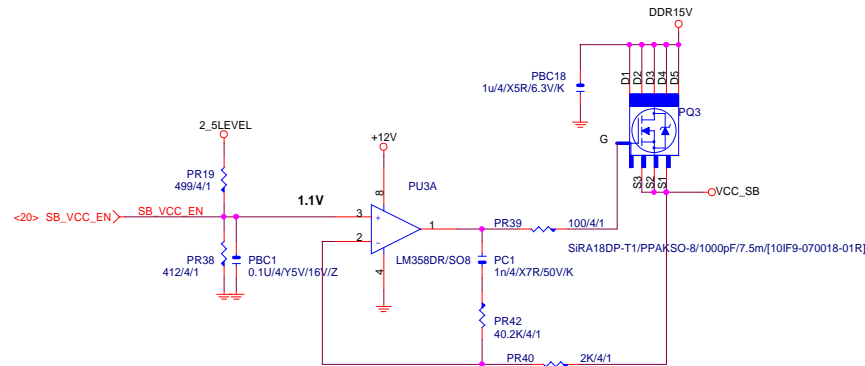 DDR15V
PBC18
1u/4/X5R/6.3V/K
D1
D2
D3
D4
D5
PQ3
G
S3
S2
S1
VCC_SB
2_5LEVEL
+12V
PR19
499/4/1
PU3A
<20> SB_VCC_EN
SB_VCC_EN
1.1V
8
3
+
1
2
-
4
PR39
100/4/1
SiRA18DP-T1/PPAKSO-8/1000pF/7.5m/[10IF9-070018-01R]
PR38
412/4/1
PBC1
0.1U/4/Y5V/16V/Z
LM358DR/SO8
PC1
1n/4/X7R/50V/K
PR42
40.2K/4/1
PR40
2K/4/1